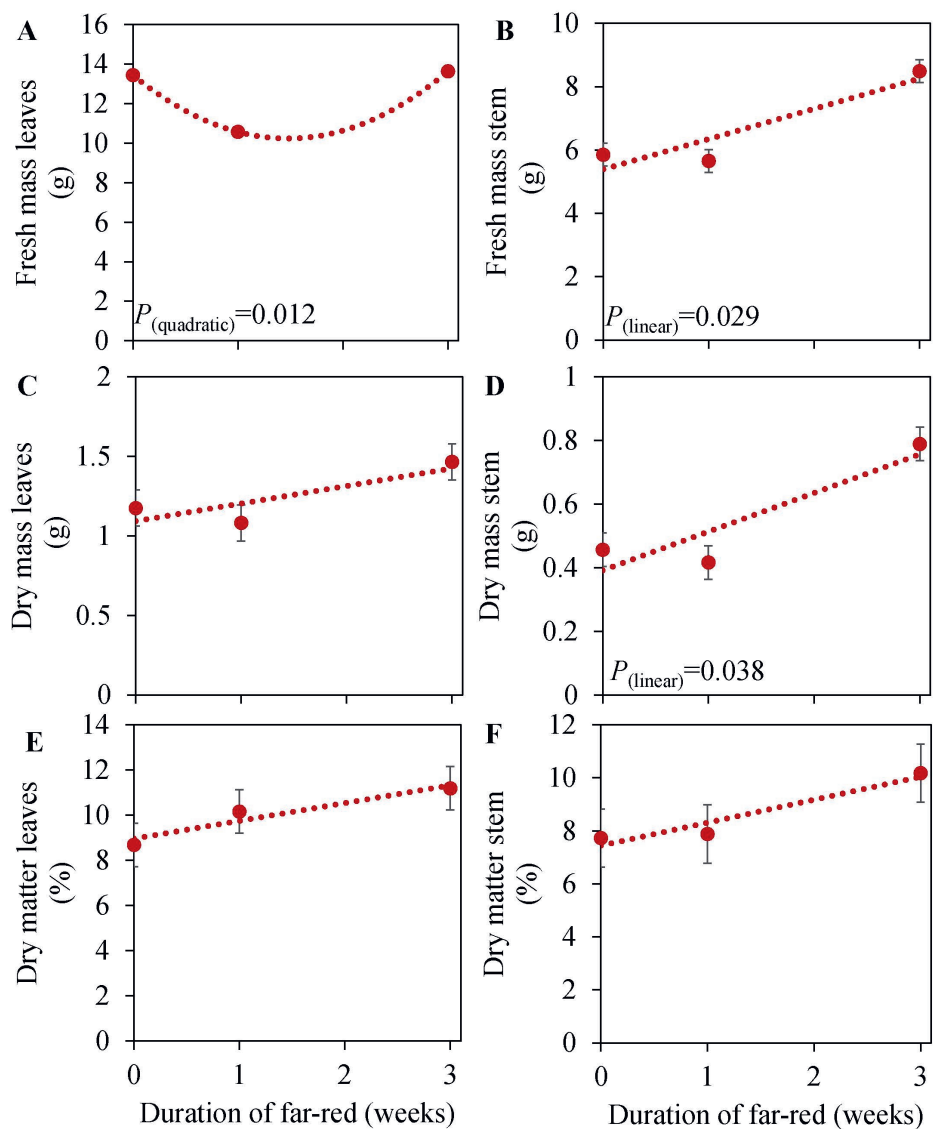 A
Fresh mass leaves
(g)
16
14
12
10
8
6
4
2
0
P(quadratic)=0.012
B
Fresh mass stem
(g)
10
8
6
4
2
0
P(linear)=0.029
C
Dry mass leaves
(g)
2
1.5
1
0.5
0
D
Dry mass stem
(g)
1
0.8
0.6
0.4
0.2
0
P(linear)=0.038
E
Dry matter leaves
(%)
14
12
10
8
6
4
2
0
0 1 2 3
Duration of far-red (weeks)
F
Dry matter stem
(%)
12
10
8
6
4
2
0
0 1 2 3
Duration of far-red (weeks)